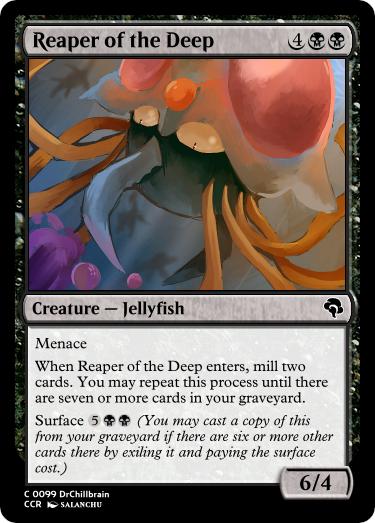 Reaper of the Deep 4
Creature — Jellyfish
Menace
When Reaper of the Deep enters, mill two
cards. You may repeat this process until there
are seven or more cards in your graveyard.
Surface 5 (You may cast a copy of this
from your graveyard if there are six or more other
cards there by exiling it and paying the surface
cost.)
6/4
C 0099 DrChillbrain
CCR SALANCHU